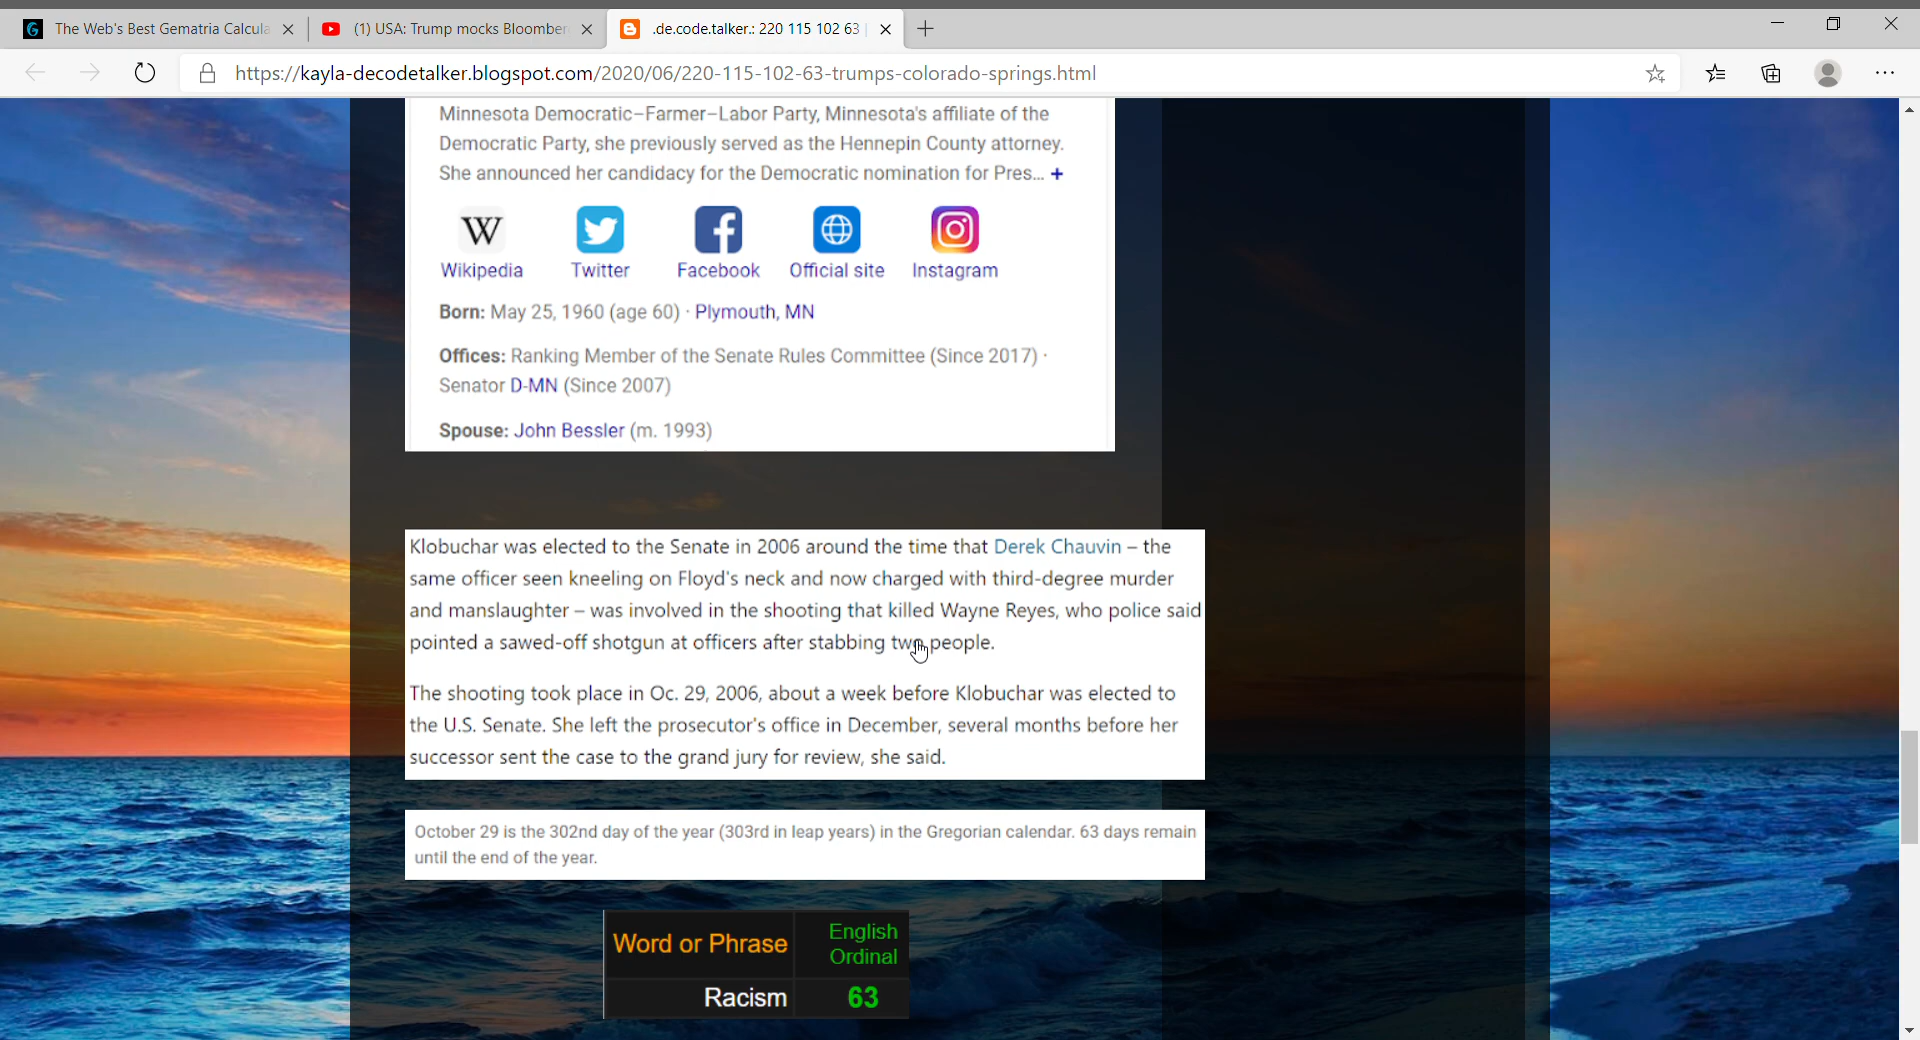 The Web's Best Gematria Calcula
(1) USA: Trump mocks Bloomber
.de.code.talker.: 220 115 102 63
https://kayla-decodetalker.blogspot.com/2020/06/220-115-102-63-trumps-colorado-springs.html
Minnesota Democratic–Farmer–Labor Party, Minnesota's affiliate of the
Democratic Party, she previously served as the Hennepin County attorney.
She announced her candidacy for the Democratic nomination for Pres... +
W
Wikipedia Twitter Facebook Official site Instagram
Born: May 25, 1960 (age 60) · Plymouth, MN
Offices: Ranking Member of the Senate Rules Committee (Since 2017) ·
Senator D-MN (Since 2007)
Spouse: John Bessler (m. 1993)
Klobuchar was elected to the Senate in 2006 around the time that Derek Chauvin – the
same officer seen kneeling on Floyd's neck and now charged with third-degree murder
and manslaughter – was involved in the shooting that killed Wayne Reyes, who police said
pointed a sawed-off shotgun at officers after stabbing two people.
The shooting took place in Oc. 29, 2006, about a week before Klobuchar was elected to
the U.S. Senate. She left the prosecutor's office in December, several months before her
successor sent the case to the grand jury for review, she said.
October 29 is the 302nd day of the year (303rd in leap years) in the Gregorian calendar. 63 days remain
until the end of the year.
Word or Phrase English
Ordinal
Racism 63